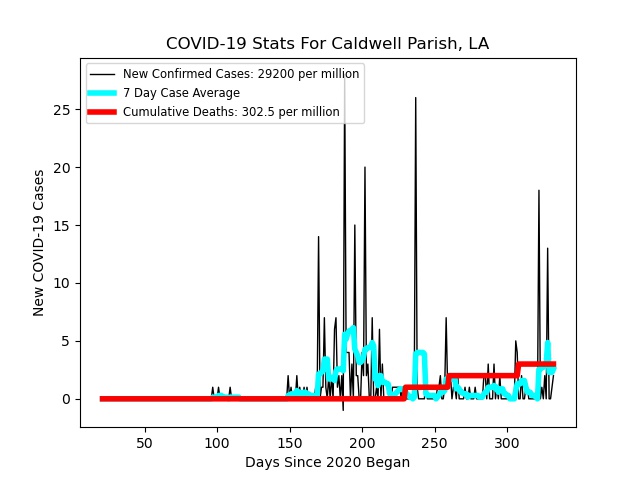 COVID-19 Stats For Caldwell Parish, LA
New Confirmed Cases: 29200 per million
7 Day Case Average
Cumulative Deaths: 302.5 per million
New COVID-19 Cases
25
20
15
10
5
0
50 100 150 200 250 300
Days Since 2020 Began